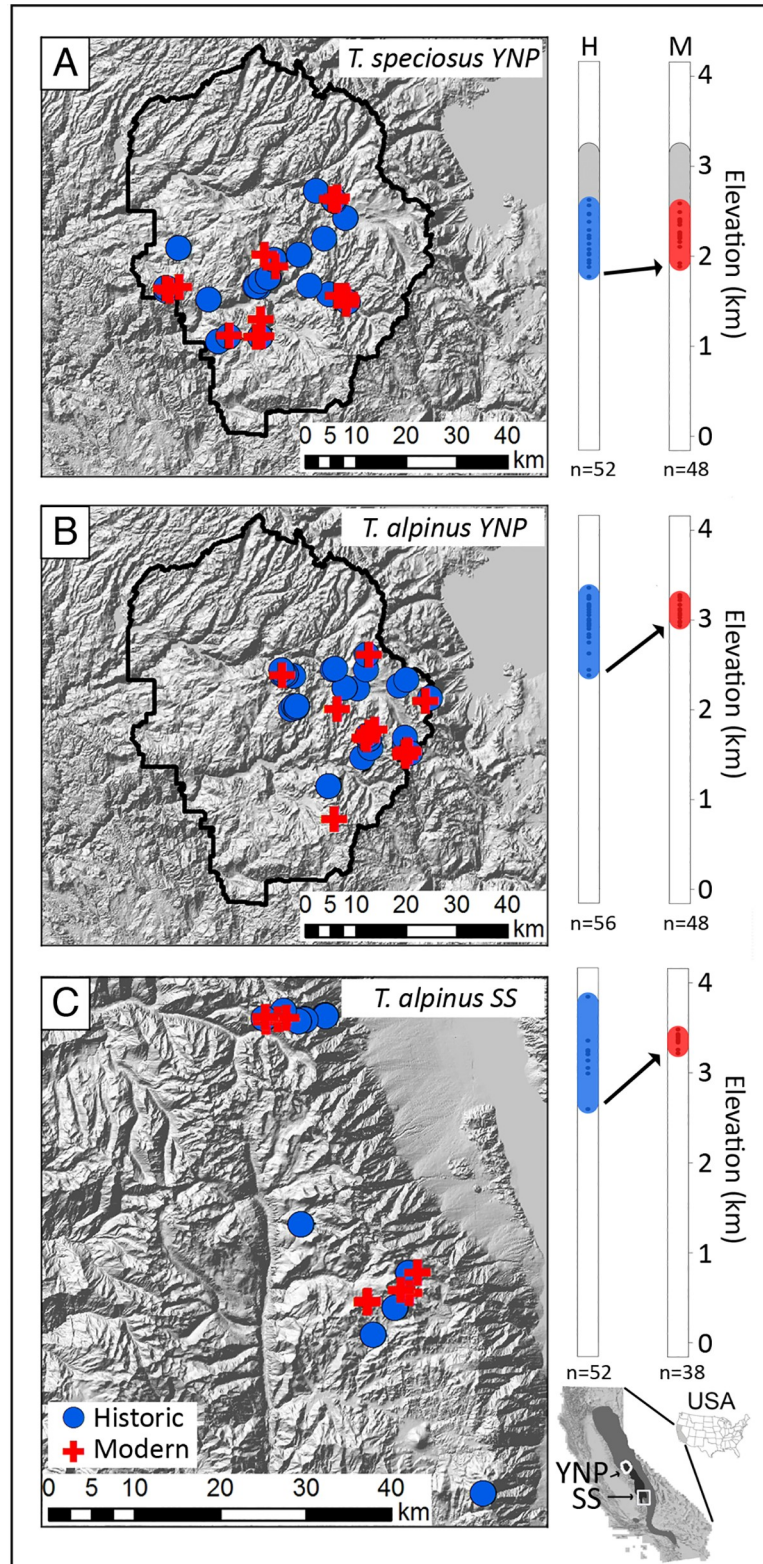 A
T. speciosus YNP
0 5 10 20 30 40
km
H M
4
3
2
1
0
Elevation (km)
n=52 n=48
B
T. alpinus YNP
0 5 10 20 30 40
km
4
3
2
1
0
Elevation (km)
n=56 n=48
C
T. alpinus SS
Historic
Modern
0 5 10 20 30 40
km
4
3
2
1
0
Elevation (km)
n=52 n=38
USA
YNP
SS